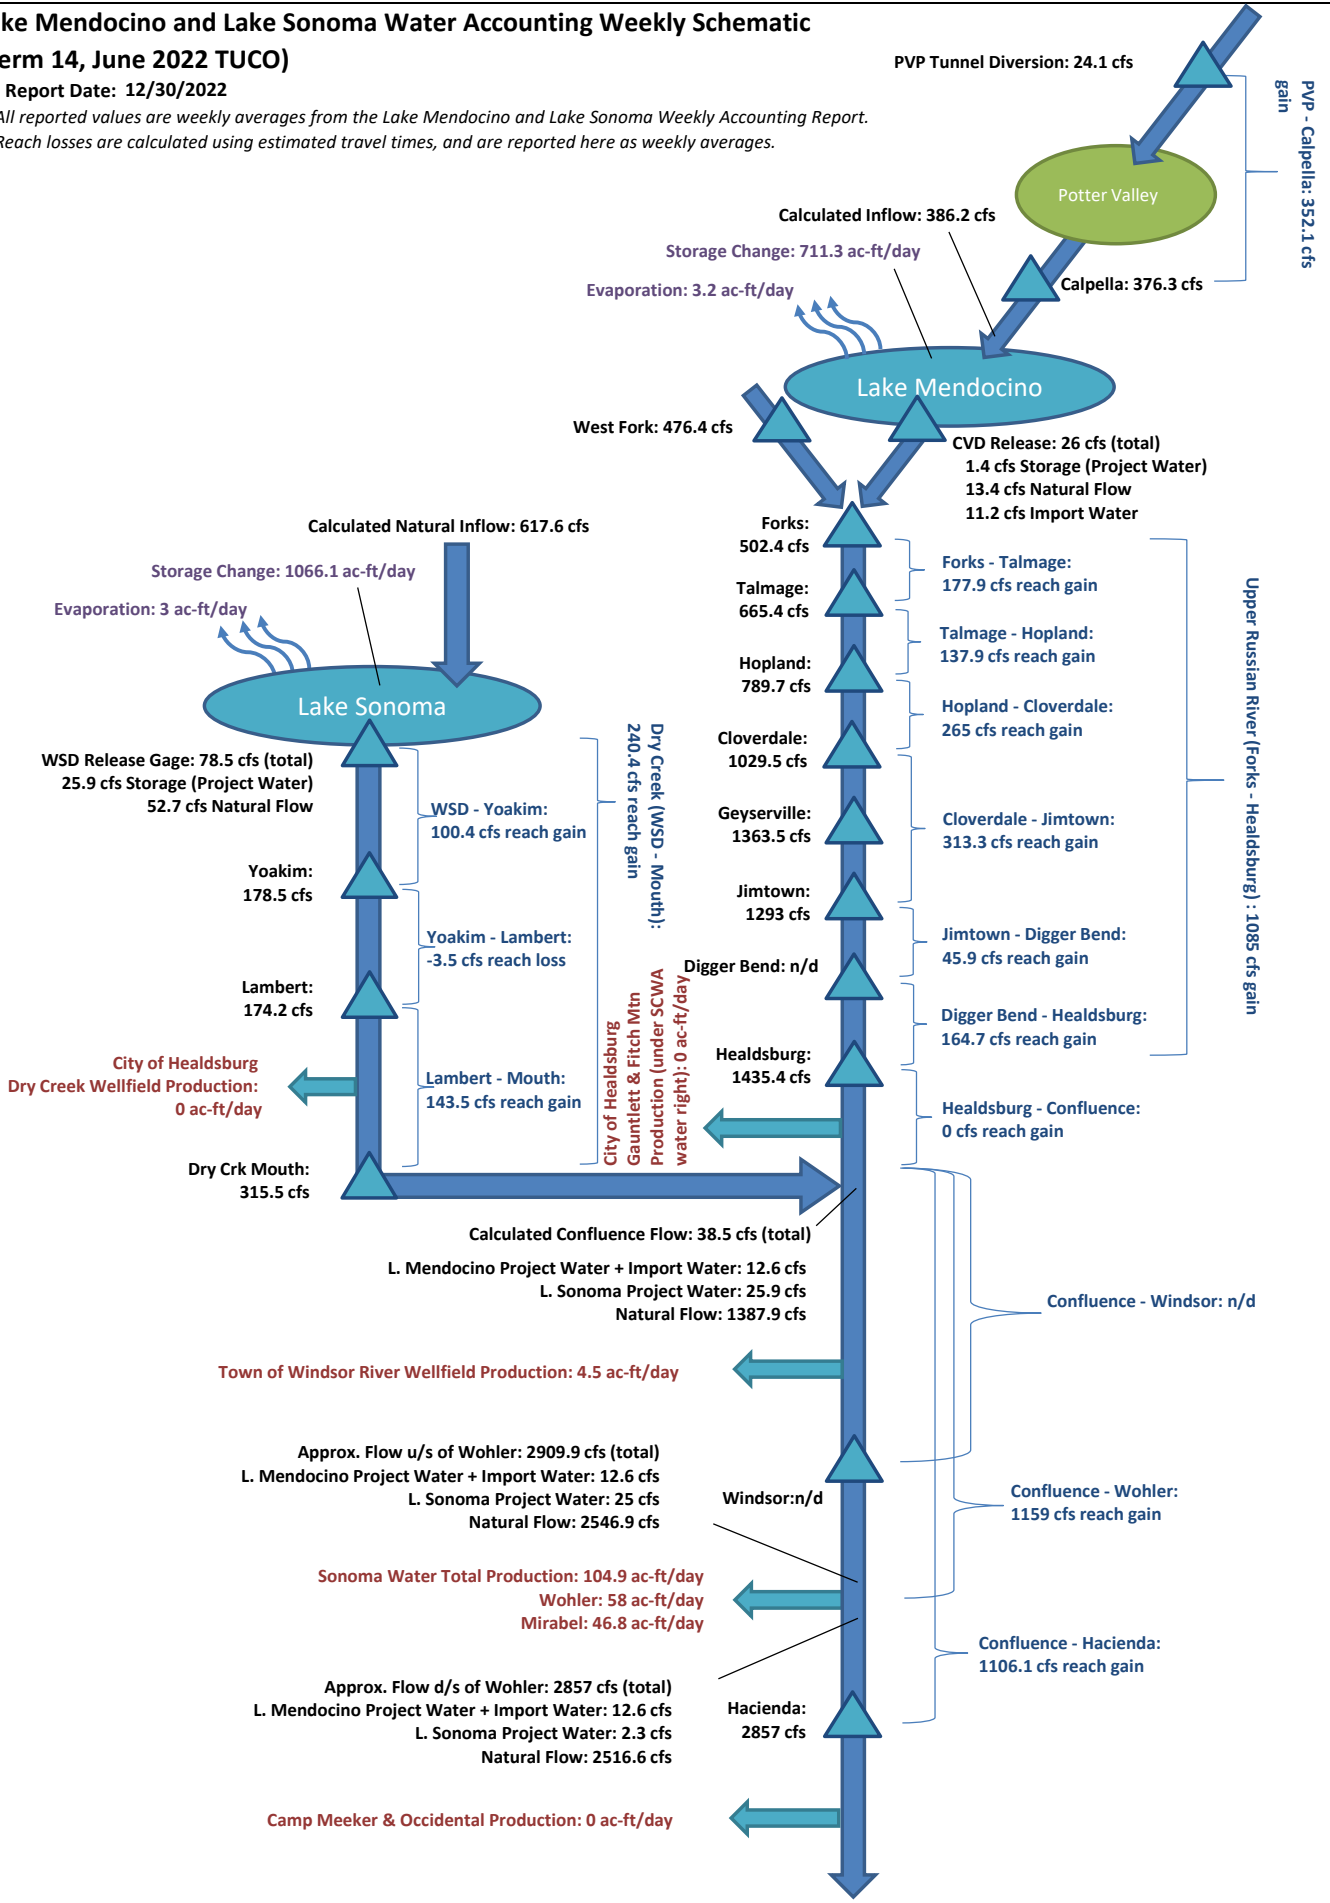 ke Mendocino and Lake Sonoma Water Accounting Weekly Schematic
erm 14, June 2022 TUCO)
Report Date: 12/30/2022
All reported values are weekly averages from the Lake Mendocino and Lake Sonoma Weekly Accounting Report.
Reach losses are calculated using estimated travel times, and are reported here as weekly averages.
PVP Tunnel Diversion: 24.1 cfs
PVP - Calpella: 352.1 cfs
gain
Potter Valley
Calculated Inflow: 386.2 cfs
Storage Change: 711.3 ac-ft/day
Evaporation: 3.2 ac-ft/day
Calpella: 376.3 cfs
Lake Mendocino
West Fork: 476.4 cfs
CVD Release: 26 cfs (total)
1.4 cfs Storage (Project Water)
13.4 cfs Natural Flow
11.2 cfs Import Water
Calculated Natural Inflow: 617.6 cfs
Storage Change: 1066.1 ac-ft/day
Evaporation: 3 ac-ft/day
Lake Sonoma
Forks:
502.4 cfs
Forks - Talmage:
177.9 cfs reach gain
Talmage:
665.4 cfs
Talmage - Hopland:
137.9 cfs reach gain
Hopland:
789.7 cfs
Hopland - Cloverdale:
265 cfs reach gain
Cloverdale:
1029.5 cfs
Geyserville:
1363.5 cfs
Cloverdale - Jimtown:
313.3 cfs reach gain
Jimtown:
1293 cfs
Jimtown - Digger Bend:
45.9 cfs reach gain
Digger Bend: n/d
Digger Bend - Healdsburg:
164.7 cfs reach gain
Healdsburg:
1435.4 cfs
Healdsburg - Confluence:
0 cfs reach gain
Upper Russian River (Forks - Healdsburg) : 1085 cfs gain
WSD Release Gage: 78.5 cfs (total)
25.9 cfs Storage (Project Water)
52.7 cfs Natural Flow
WSD - Yoakim:
100.4 cfs reach gain
Dry Creek (WSD - Mouth):
240.4 cfs reach gain
Yoakim:
178.5 cfs
Yoakim - Lambert:
-3.5 cfs reach loss
Lambert:
174.2 cfs
City of Healdsburg
Dry Creek Wellfield Production:
0 ac-ft/day
Lambert - Mouth:
143.5 cfs reach gain
City of Healdsburg
Gauntlett & Fitch Mtn
Production (under SCWA
water right): 0 ac-ft/day
Dry Crk Mouth:
315.5 cfs
Calculated Confluence Flow: 38.5 cfs (total)
L. Mendocino Project Water + Import Water: 12.6 cfs
L. Sonoma Project Water: 25.9 cfs
Natural Flow: 1387.9 cfs
Confluence - Windsor: n/d
Town of Windsor River Wellfield Production: 4.5 ac-ft/day
Approx. Flow u/s of Wohler: 2909.9 cfs (total)
L. Mendocino Project Water + Import Water: 12.6 cfs
L. Sonoma Project Water: 25 cfs
Natural Flow: 2546.9 cfs
Windsor:n/d
Confluence - Wohler:
1159 cfs reach gain
Sonoma Water Total Production: 104.9 ac-ft/day
Wohler: 58 ac-ft/day
Mirabel: 46.8 ac-ft/day
Confluence - Hacienda:
1106.1 cfs reach gain
Approx. Flow d/s of Wohler: 2857 cfs (total)
L. Mendocino Project Water + Import Water: 12.6 cfs
L. Sonoma Project Water: 2.3 cfs
Natural Flow: 2516.6 cfs
Hacienda:
2857 cfs
Camp Meeker & Occidental Production: 0 ac-ft/day